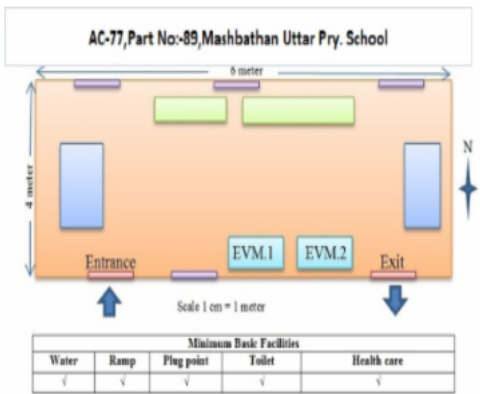 AC-77,Part No:-89,Mashbathan Uttar Pry. School
6 meter
4 meter
N
EVM.1 EVM.2
Entrance Exit
Scale 1 cm = 1 meter
Minimum Basic Facilities
Water Ramp Plug point Toilet Health care
√ √ √ √ √